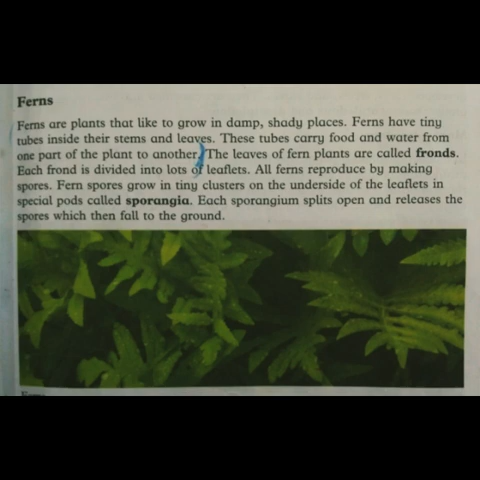 Ferns
Ferns are plants that like to grow in damp, shady places. Ferns have tiny
tubes inside their stems and leaves. These tubes carry food and water from
one part of the plant to another. The leaves of fern plants are called fronds.
Each frond is divided into lots of leaflets. All ferns reproduce by making
spores. Fern spores grow in tiny clusters on the underside of the leaflets in
special pods called sporangia. Each sporangium splits open and releases the
spores which then fall to the ground.